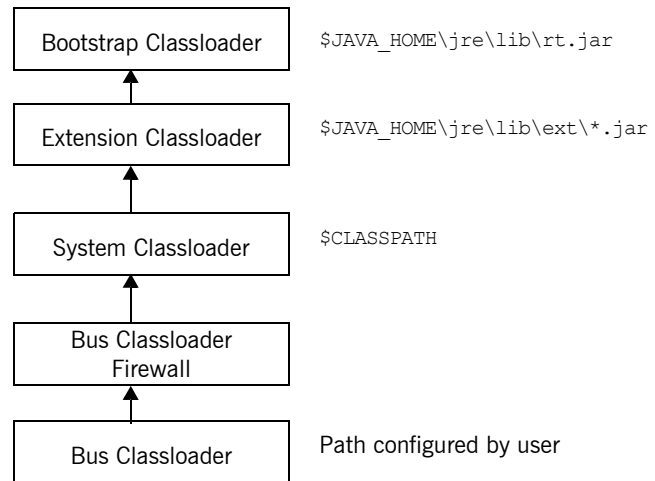 Bootstrap Classloader
$JAVA_HOME\jre\lib\rt.jar
Extension Classloader
$JAVA_HOME\jre\lib\ext\*.jar
System Classloader
$CLASSPATH
Bus Classloader
Firewall
Bus Classloader
Path configured by user